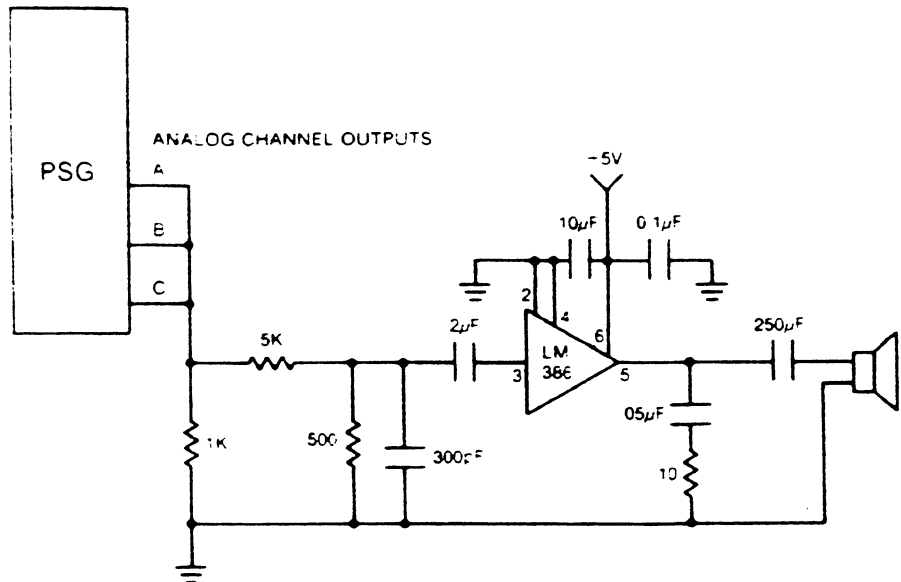 ANALOG CHANNEL OUTPUTS
PSG
A
B
C
-5V
10µF
0.1µF
2
4
6
2µF
LM
386
3
5
250µF
5K
1K
500
300pF
05µF
10